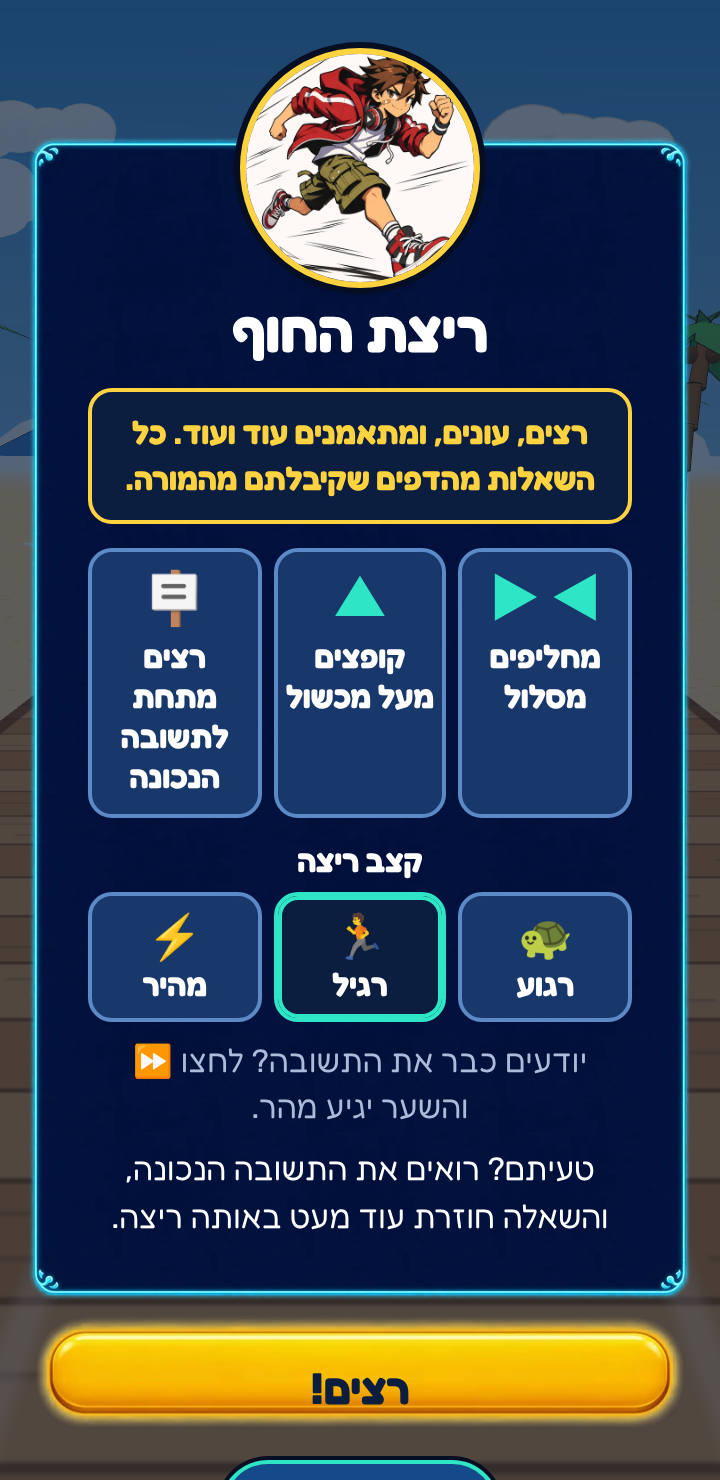 ריצת החוף
רצים, עונים, ומתאמנים עוד ועוד. כל
השאלות מהדפים שקיבלתם מהמורה.
מחליפים
מסלול
קופצים
מעל מכשול
רצים
מתחת
לתשובה
הנכונה
קצב ריצה
רגוע
רגיל
מהיר
יודעים כבר את התשובה? לחצו ⏩
והשער יגיע מהר.
טעיתם? רואים את התשובה הנכונה,
והשאלה חוזרת עוד מעט באותה ריצה.
רצים!